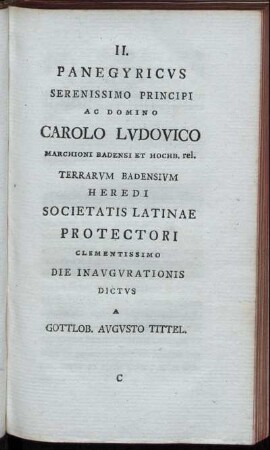 II.
PANEGYRICVS
SERENISSIMO PRINCIPI
AC DOMINO
CAROLO LVDOVICO
MARCHIONI BADENSI ET HOCHB. rel.
TERRARVM BADENSIVM
HEREDI
SOCIETATIS LATINAE
PROTECTORI
CLEMENTISSIMO
DIE INAVGVRATIONIS
DICTVS
A
GOTTLOB. AVGVSTO TITTEL.
C